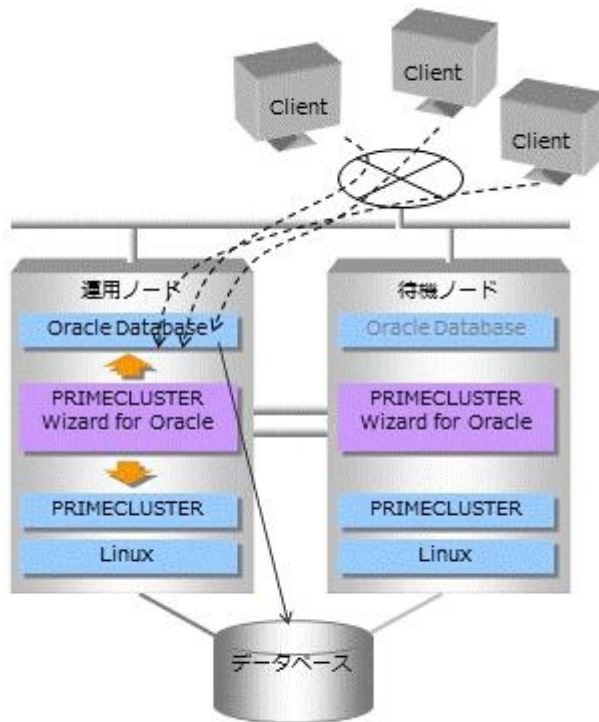 Client
Client
Client
運用ノード
Oracle Database
PRIMECLUSTER
Wizard for Oracle
PRIMECLUSTER
Linux
待機ノード
Oracle Database
PRIMECLUSTER
Wizard for Oracle
PRIMECLUSTER
Linux
データベース